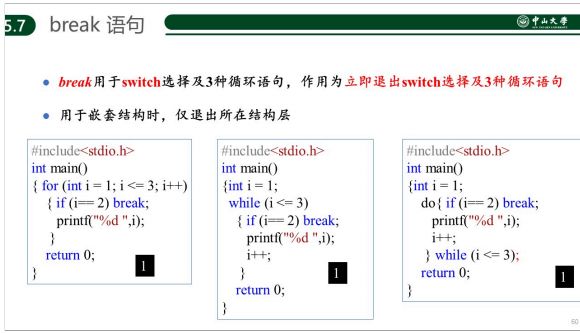 5.7 break 语句
中山大学
• break用于switch选择及3种循环语句，作用为立即退出switch选择及3种循环语句
• 用于嵌套结构时，仅退出所在结构层
#include<stdio.h>
int main()
{ for (int i = 1; i <= 3; i++)
{ if (i== 2) break;
printf("%d ",i);
}
return 0;
}
1
#include<stdio.h>
int main()
{int i = 1;
while (i <= 3)
{ if (i== 2) break;
printf("%d ",i);
i++;
}
return 0;
}
1
#include<stdio.h>
int main()
{int i = 1;
do{ if (i== 2) break;
printf("%d ",i);
i++;
} while (i <= 3);
return 0;
}
1
60